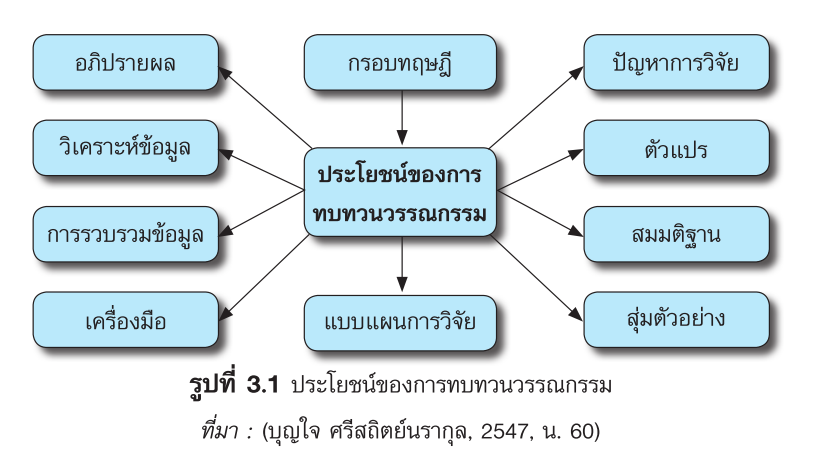 อภิปรายผล
กรอบทฤษฎี
ปัญหาการวิจัย
วิเคราะห์ข้อมูล
ประโยชน์ของการ
ทบทวนวรรณกรรม
ตัวแปร
การรวบรวมข้อมูล
สมมติฐาน
เครื่องมือ
แบบแผนการวิจัย
สุ่มตัวอย่าง
รูปที่ 3.1 ประโยชน์ของการทบทวนวรรณกรรม
ที่มา : (บุญใจ ศรีสถิตย์นรากุล, 2547, น. 60)